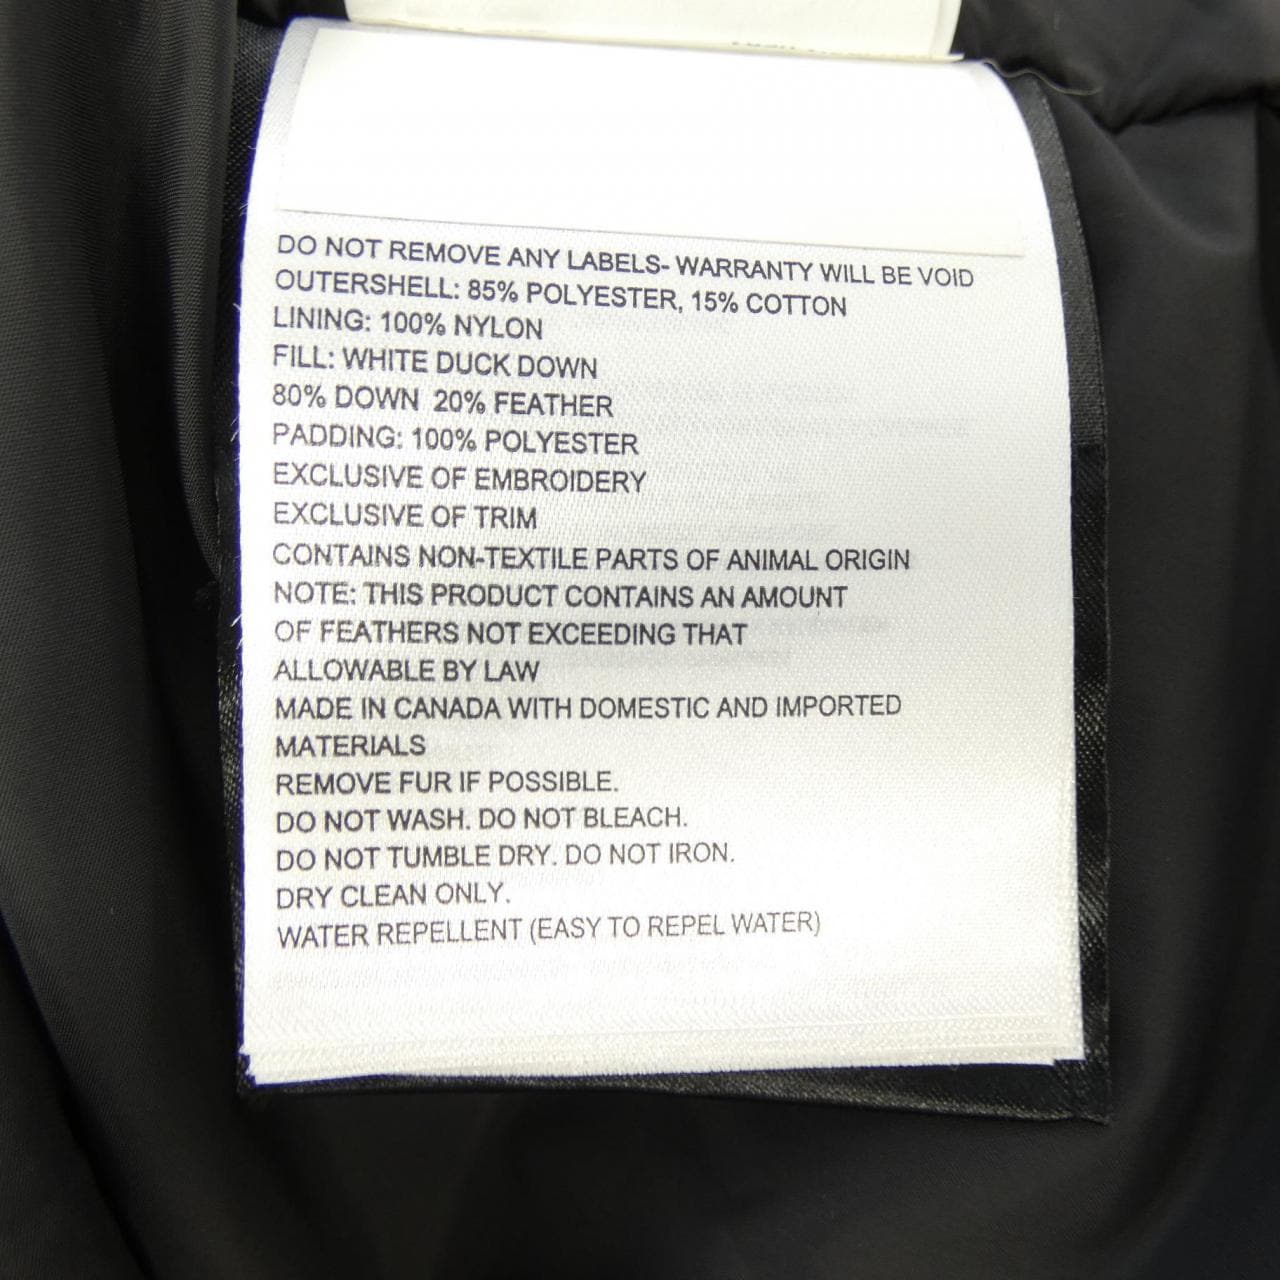 DO NOT REMOVE ANY LABELS- WARRANTY WILL BE VOID
OUTERSHELL: 85% POLYESTER, 15% COTTON
LINING: 100% NYLON
FILL: WHITE DUCK DOWN
80% DOWN 20% FEATHER
PADDING: 100% POLYESTER
EXCLUSIVE OF EMBROIDERY
EXCLUSIVE OF TRIM
CONTAINS NON-TEXTILE PARTS OF ANIMAL ORIGIN
NOTE: THIS PRODUCT CONTAINS AN AMOUNT
OF FEATHERS NOT EXCEEDING THAT
ALLOWABLE BY LAW
MADE IN CANADA WITH DOMESTIC AND IMPORTED
MATERIALS
REMOVE FUR IF POSSIBLE.
DO NOT WASH. DO NOT BLEACH.
DO NOT TUMBLE DRY. DO NOT IRON.
DRY CLEAN ONLY.
WATER REPELLENT (EASY TO REPEL WATER)